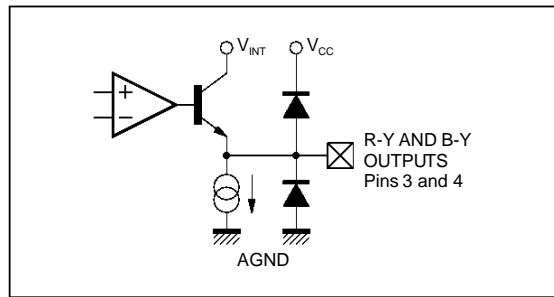 V_INT
V_CC
+
−
R-Y AND B-Y
OUTPUTS
Pins 3 and 4
AGND